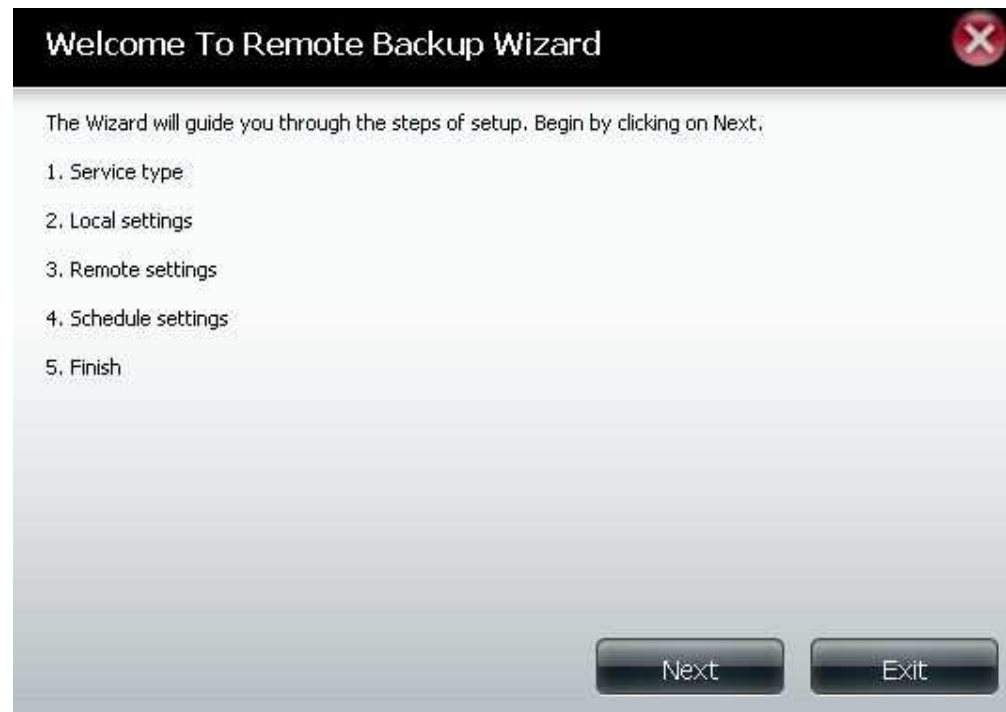 Welcome To Remote Backup Wizard
The Wizard will guide you through the steps of setup. Begin by clicking on Next.
1. Service type
2. Local settings
3. Remote settings
4. Schedule settings
5. Finish
Next
Exit